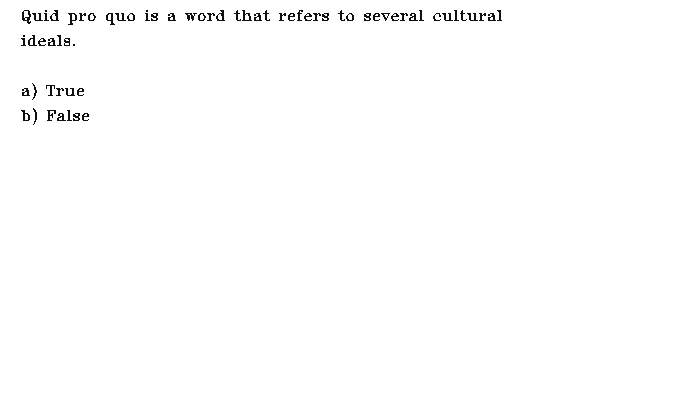 Quid pro quo is a word that refers to several cultural
ideals.
a) True
b) False